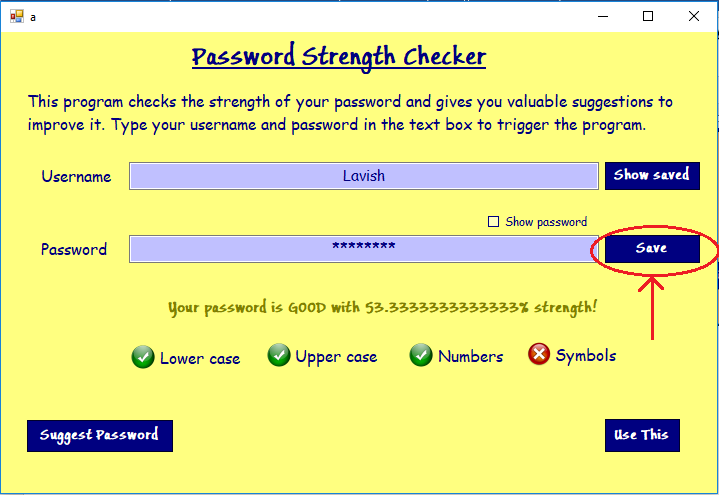 a
Password Strength Checker
This program checks the strength of your password and gives you valuable suggestions to
improve it. Type your username and password in the text box to trigger the program.
Username Lavish Show saved
Show password
Password ******** Save
Your password is GOOD with 53.3333333333333% strength!
Lower case Upper case Numbers Symbols
Suggest Password Use This